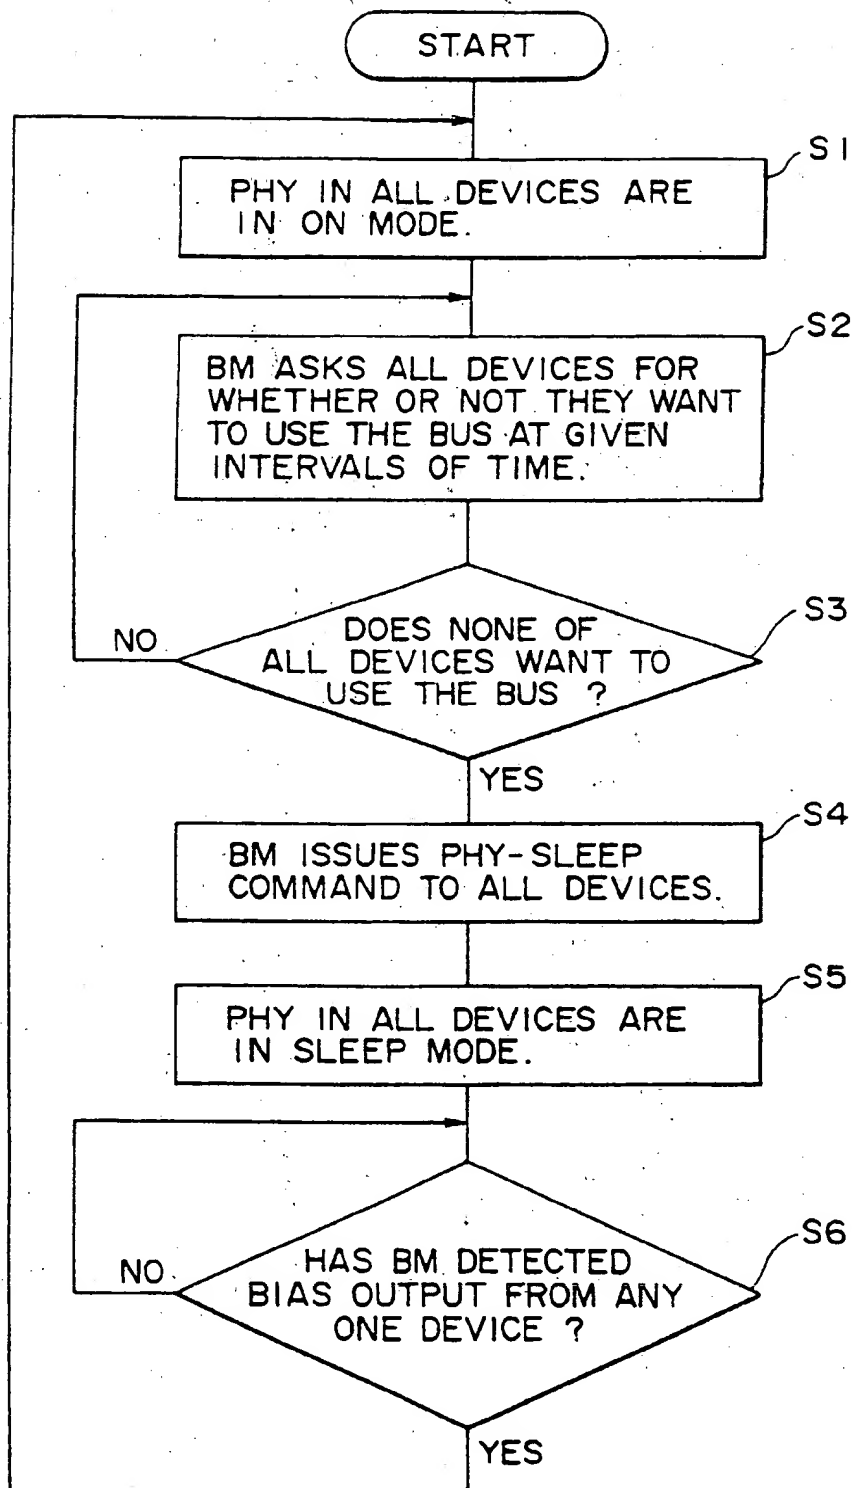 START
S1
PHY IN ALL DEVICES ARE
IN ON MODE.
S2
BM ASKS ALL DEVICES FOR
WHETHER OR NOT THEY WANT
TO USE THE BUS AT GIVEN
INTERVALS OF TIME.
S3
DOES NONE OF
ALL DEVICES WANT TO
USE THE BUS ?
NO
YES
S4
BM ISSUES PHY-SLEEP
COMMAND TO ALL DEVICES.
S5
PHY IN ALL DEVICES ARE
IN SLEEP MODE.
S6
HAS BM DETECTED
BIAS OUTPUT FROM ANY
ONE DEVICE ?
NO
YES